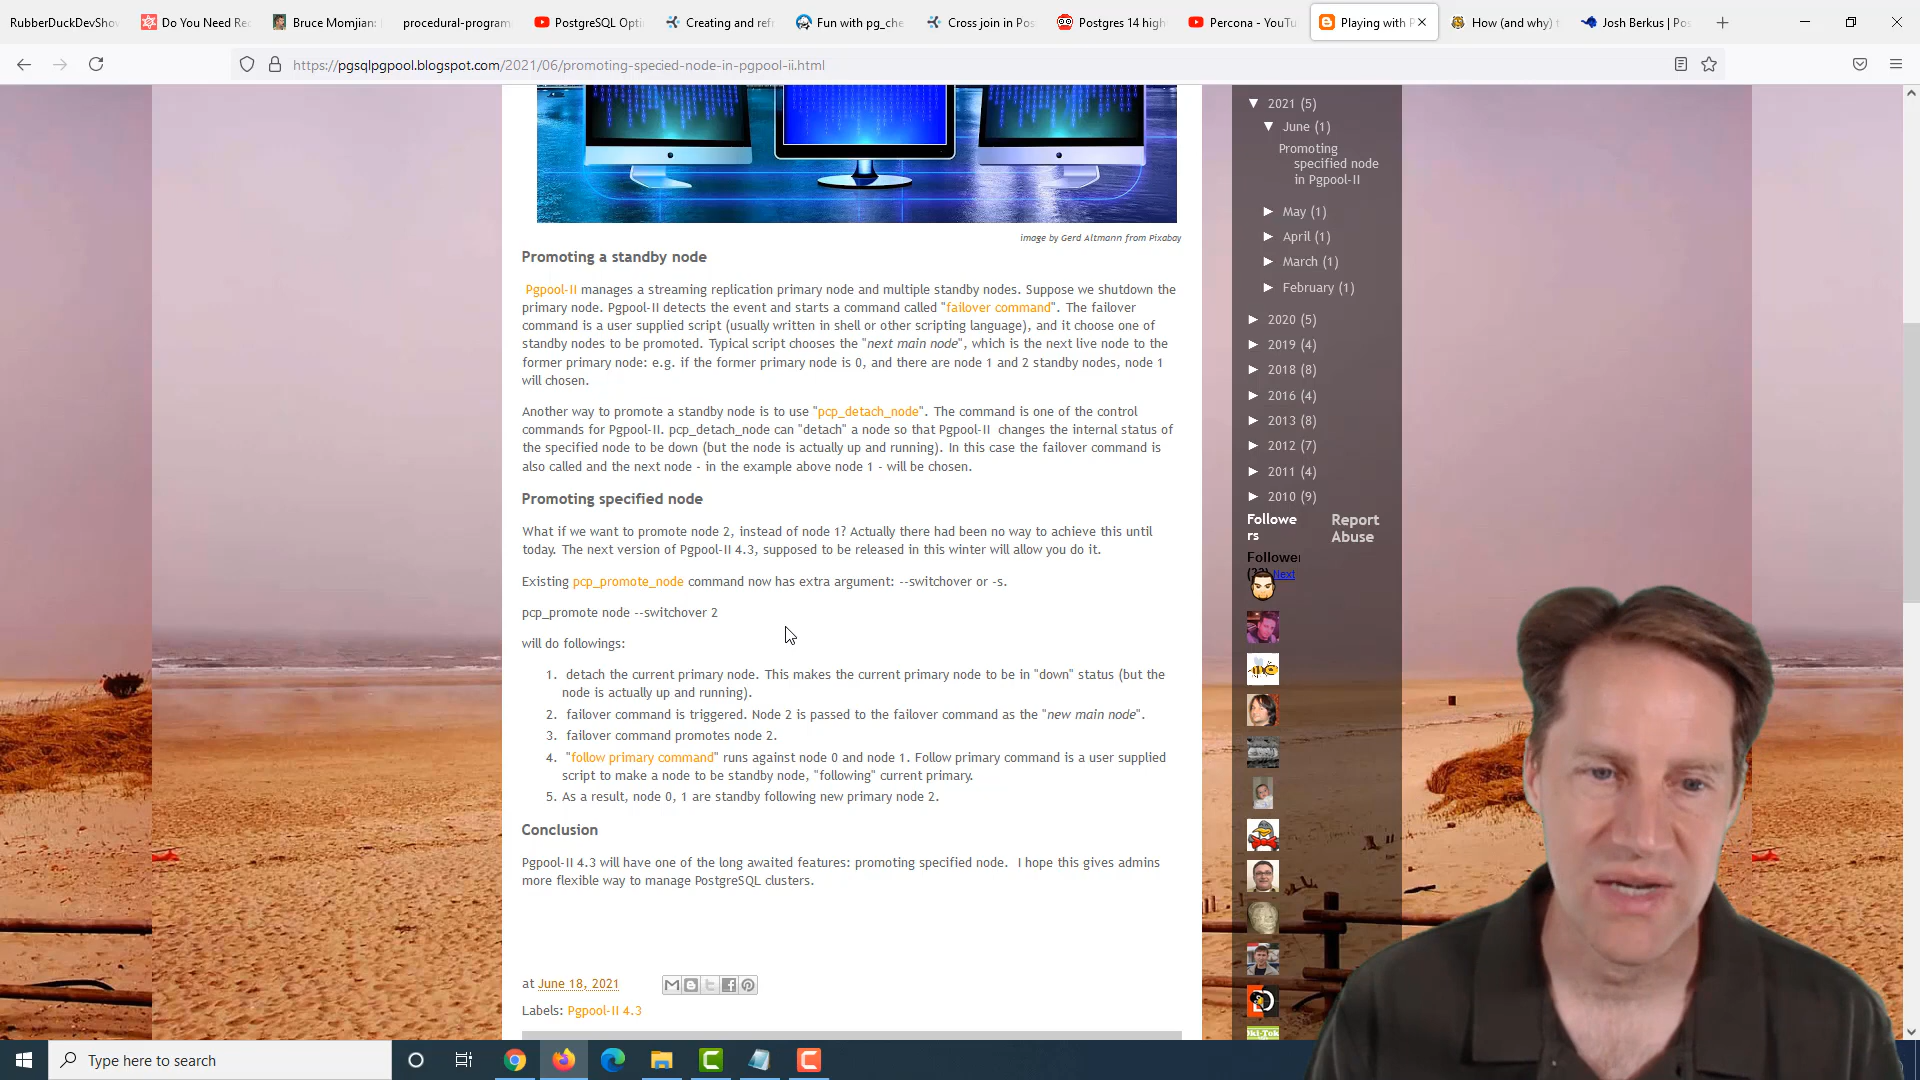 RubberDuckDevSho
Do You Need Re
Bruce Momjian:
procedural-program
PostgreSQL Opti
Creating and refr
Fun with pg_che
Cross join in Pos
Postgres 14 high
Percona - YouTu
Playing with P
How (and why) t
Josh Berkus | Pos
https://pgsqlpgpool.blogspot.com/2021/06/promoting-specied-node-in-pgpool-ii.html
image by Gerd Altmann from Pixabay
Promoting a standby node
Pgpool-II manages a streaming replication primary node and multiple standby nodes. Suppose we shutdown the
primary node. Pgpool-II detects the event and starts a command called "failover command". The failover
command is a user supplied script (usually written in shell or other scripting language), and it choose one of
standby nodes to be promoted. Typical script chooses the "next main node", which is the next live node to the
former primary node: e.g. if the former primary node is 0, and there are node 1 and 2 standby nodes, node 1
will chosen.
Another way to promote a standby node is to use "pcp_detach_node". The command is one of the control
commands for Pgpool-II. pcp_detach_node can "detach" a node so that Pgpool-II changes the internal status of
the specified node to be down (but the node is actually up and running). In this case the failover command is
also called and the next node - in the example above node 1 - will be chosen.
Promoting specified node
What if we want to promote node 2, instead of node 1? Actually there had been no way to achieve this until
today. The next version of Pgpool-II 4.3, supposed to be released in this winter will allow you do it.
Existing pcp_promote_node command now has extra argument: --switchover or -s.
pcp_promote node --switchover 2
will do followings:
1. detach the current primary node. This makes the current primary node to be in "down" status (but the
node is actually up and running).
2. failover command is triggered. Node 2 is passed to the failover command as the "new main node".
3. failover command promotes node 2.
4. "follow primary command" runs against node 0 and node 1. Follow primary command is a user supplied
script to make a node to be standby node, "following" current primary.
5. As a result, node 0, 1 are standby following new primary node 2.
Conclusion
Pgpool-II 4.3 will have one of the long awaited features: promoting specified node. I hope this gives admins
more flexible way to manage PostgreSQL clusters.
at June 18, 2021
Labels: Pgpool-II 4.3
▼ 2021 (5)
▼ June (1)
Promoting
specified node
in Pgpool-II
► May (1)
► April (1)
► March (1)
► February (1)
► 2020 (5)
► 2019 (4)
► 2018 (8)
► 2016 (4)
► 2013 (8)
► 2012 (7)
► 2011 (4)
► 2010 (9)
Followe
rs
Report
Abuse
Follower
Next
Type here to search